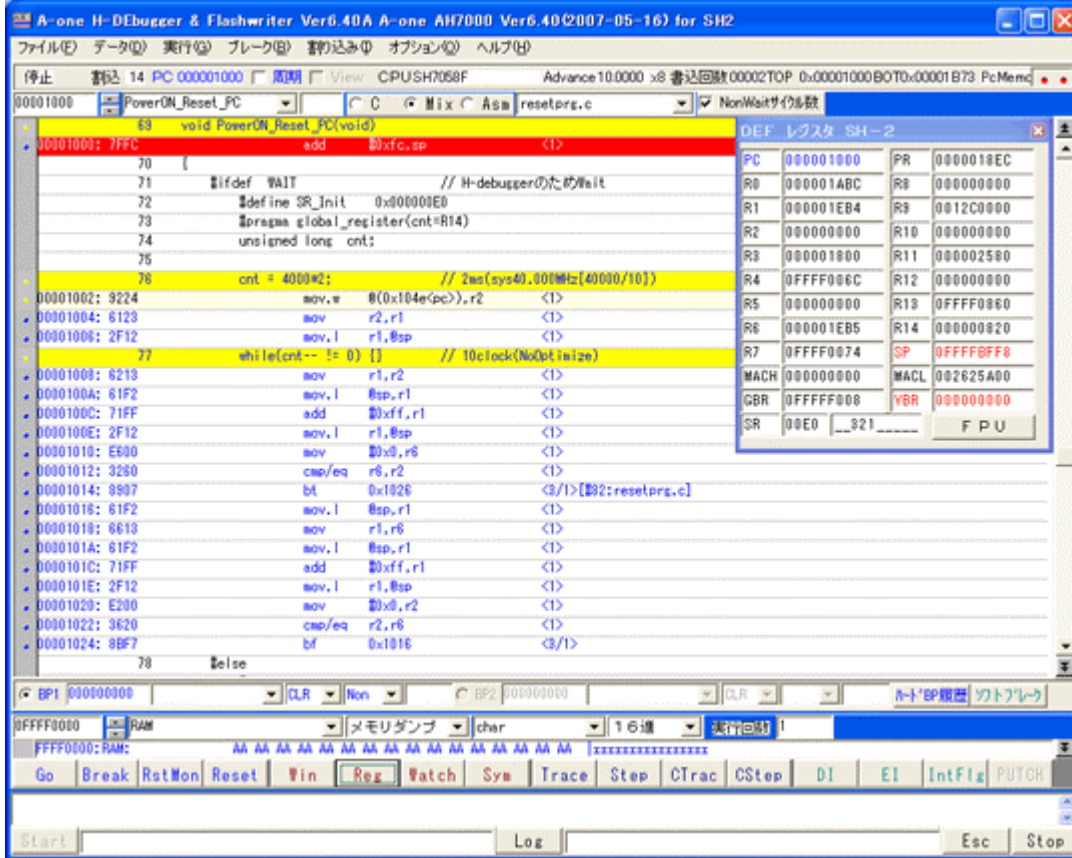 A-one H-DEbugger & Flashwriter Ver6.40A A-one AH7000 Ver6.40(2007-05-16) for SH2
ファイル(F) データ(D) 実行(G) ブレーク(B) 割り込み(I) オプション(O) ヘルプ(H)
停止 割込 14 PC 000001000 周期 View CPUSH7058F Advance10.0000 x8 書込回数00002TOP 0x00001000BOT0x00001B73 PcMemc
00001000 PowerON_Reset_PC C Mix Asm resetprg.c NonWaitサイクル数
69 void PowerON_Reset_PC(void)
00001000: 7FFC add #0xfc,sp <1>
70 {
71 #ifdef WAIT // H-debuggerのためWait
72 #define SR_Init 0x000000E0
73 #pragma global_register(cnt=R14)
74 unsigned long cnt;
75
76 cnt = 4000*2; // 2ms(sys40.000MHz[40000/10])
00001002: 9224 mov.w @(0x104e<pc>),r2 <1>
00001004: 6123 mov r2,r1 <1>
00001006: 2F12 mov.l r1,@sp <1>
77 while(cnt-- != 0) {} // 10clock(NoOptimize)
00001008: 6213 mov r1,r2 <1>
0000100A: 61F2 mov.l @sp,r1 <1>
0000100C: 71FF add #0xff,r1 <1>
0000100E: 2F12 mov.l r1,@sp <1>
00001010: E600 mov #0x0,r6 <1>
00001012: 3260 cmp/eq r6,r2 <1>
00001014: 8907 bt 0x1026 <3/1>[#82:resetprg.c]
00001016: 61F2 mov.l @sp,r1 <1>
00001018: 6613 mov r1,r6 <1>
0000101A: 61F2 mov.l @sp,r1 <1>
0000101C: 71FF add #0xff,r1 <1>
0000101E: 2F12 mov.l r1,@sp <1>
00001020: E200 mov #0x0,r2 <1>
00001022: 3620 cmp/eq r2,r6 <1>
00001024: 8BF7 bf 0x1016 <3/1>
78 #else
DEF レジスタ SH-2
PC 000001000 PR 0000018EC
R0 000001ABC R8 000000000
R1 000001EB4 R9 0012C0000
R2 000000000 R10 000000000
R3 000001800 R11 000002580
R4 0FFFF006C R12 000000000
R5 000000000 R13 0FFFF0860
R6 000001EB5 R14 000000820
R7 0FFFF0074 SP 0FFFFBFF8
MACH 000000000 MACL 002625A00
GBR 0FFFFF008 VBR 000000000
SR 00E0 __321_____ FPU
BP1 000000000 CLR Non BP2 000000000 CLR ハードBP履歴 ソフトブレーク
0FFFF0000 RAM メモリダンプ char 16進 実行回数 1
FFFF0000:RAM: AA AA AA AA AA AA AA AA AA AA AA AA AA AA AA AA
Go Break RstMon Reset Win Reg Watch Sym Trace Step CTrac CStep DI EI IntFlg PUTCH
Start Log Esc Stop